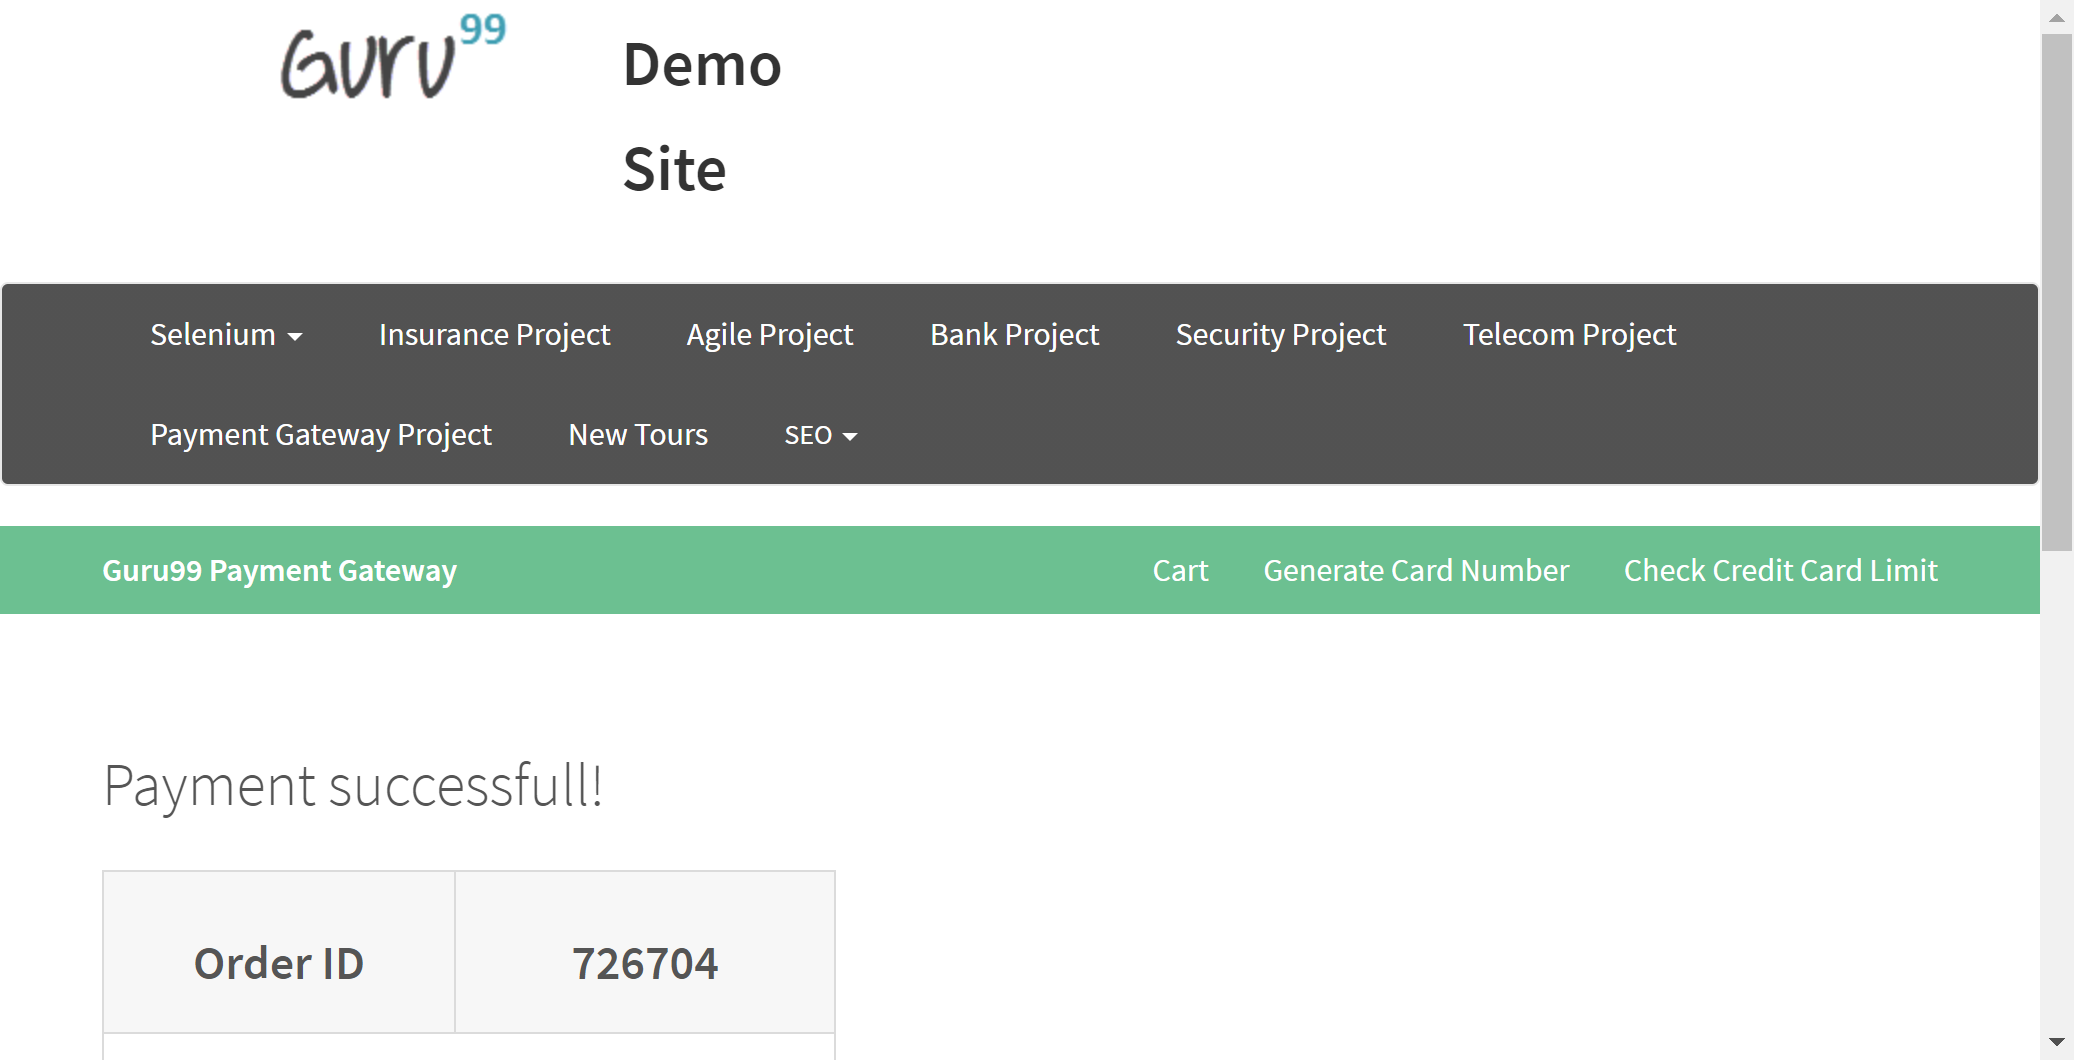 Guru99
Demo
Site
Selenium Insurance Project Agile Project Bank Project Security Project Telecom Project
Payment Gateway Project New Tours SEO
Guru99 Payment Gateway Cart Generate Card Number Check Credit Card Limit
Payment successfull!
Order ID 726704